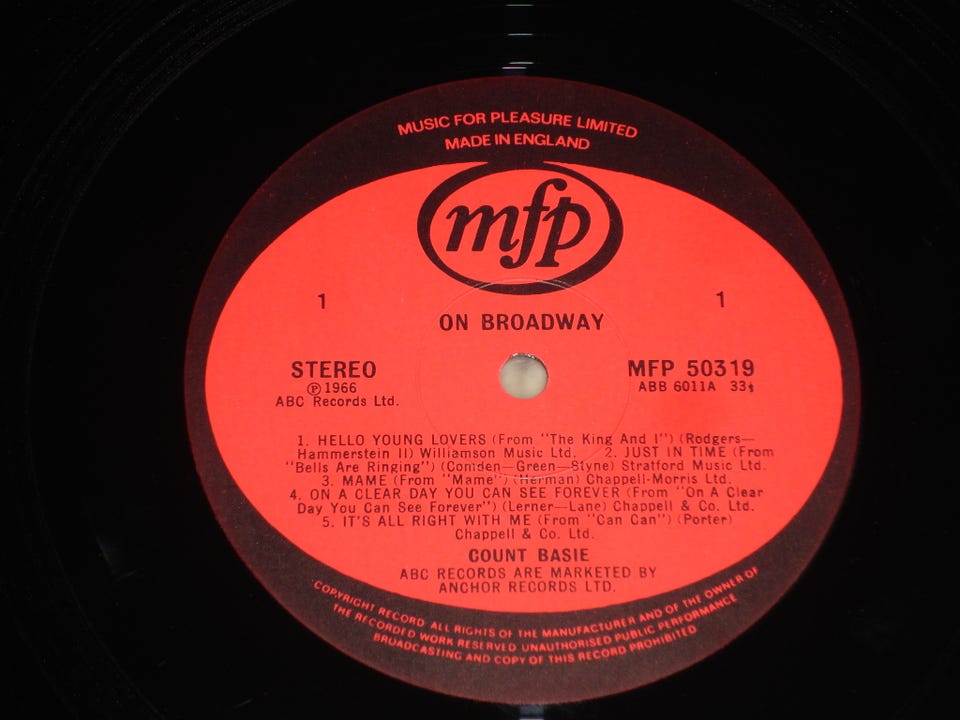 MUSIC FOR PLEASURE LIMITED
MADE IN ENGLAND
mfp
1 1
ON BROADWAY
STEREO MFP 50319
℗ 1966 ABB 6011A 33⅓
ABC Records Ltd.
1. HELLO YOUNG LOVERS (From "The King And I") (Rodgers—
Hammerstein II) Williamson Music Ltd. 2. JUST IN TIME (From
"Bells Are Ringing") (Comden—Green—Styne) Stratford Music Ltd.
3. MAME (From "Mame") (Herman) Chappell-Morris Ltd.
4. ON A CLEAR DAY YOU CAN SEE FOREVER (From "On A Clear
Day You Can See Forever") (Lerner—Lane) Chappell & Co. Ltd.
5. IT'S ALL RIGHT WITH ME (From "Can Can") (Porter)
Chappell & Co. Ltd.
COUNT BASIE
ABC RECORDS ARE MARKETED BY
ANCHOR RECORDS LTD.
COPYRIGHT RECORD ALL RIGHTS OF THE MANUFACTURER AND OF THE OWNER OF
THE RECORDED WORK RESERVED UNAUTHORISED PUBLIC PERFORMANCE
BROADCASTING AND COPY OF THIS RECORD PROHIBITED